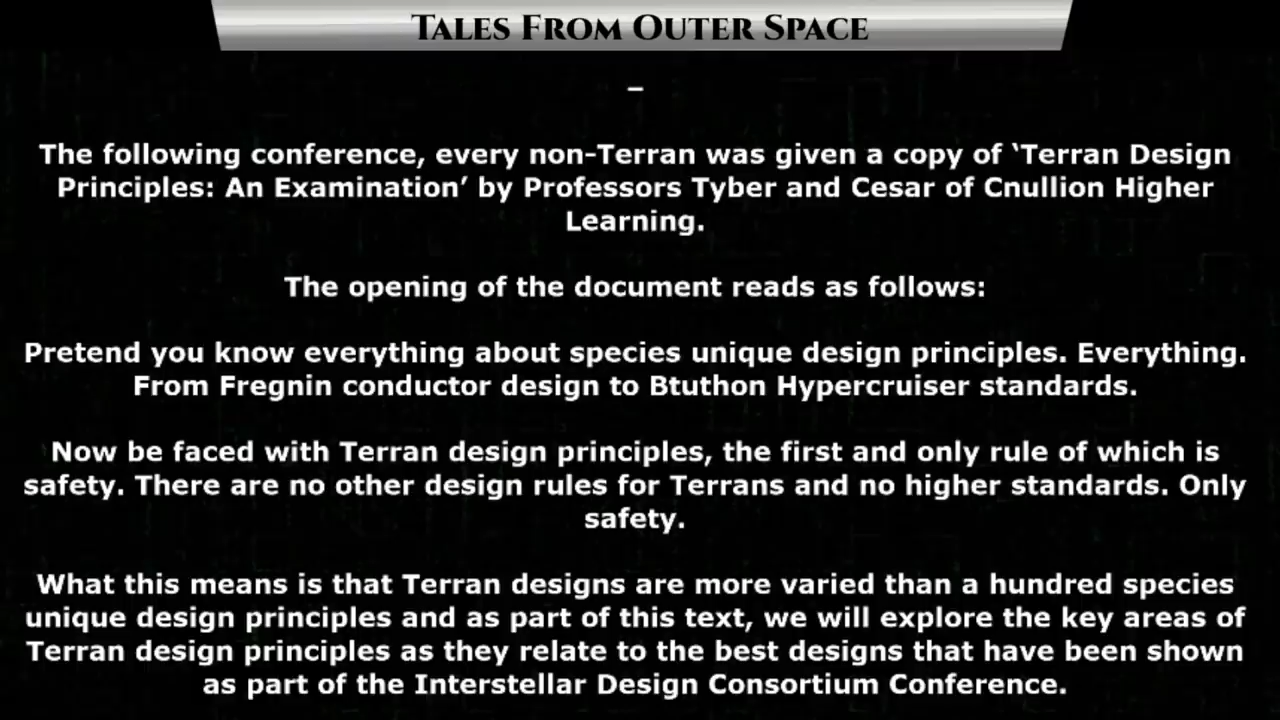 TALES FROM OUTER SPACE
–
The following conference, every non-Terran was given a copy of ‘Terran Design
Principles: An Examination’ by Professors Tyber and Cesar of Cnullion Higher
Learning.
The opening of the document reads as follows:
Pretend you know everything about species unique design principles. Everything.
From Fregnin conductor design to Btuthon Hypercruiser standards.
Now be faced with Terran design principles, the first and only rule of which is
safety. There are no other design rules for Terrans and no higher standards. Only
safety.
What this means is that Terran designs are more varied than a hundred species
unique design principles and as part of this text, we will explore the key areas of
Terran design principles as they relate to the best designs that have been shown
as part of the Interstellar Design Consortium Conference.